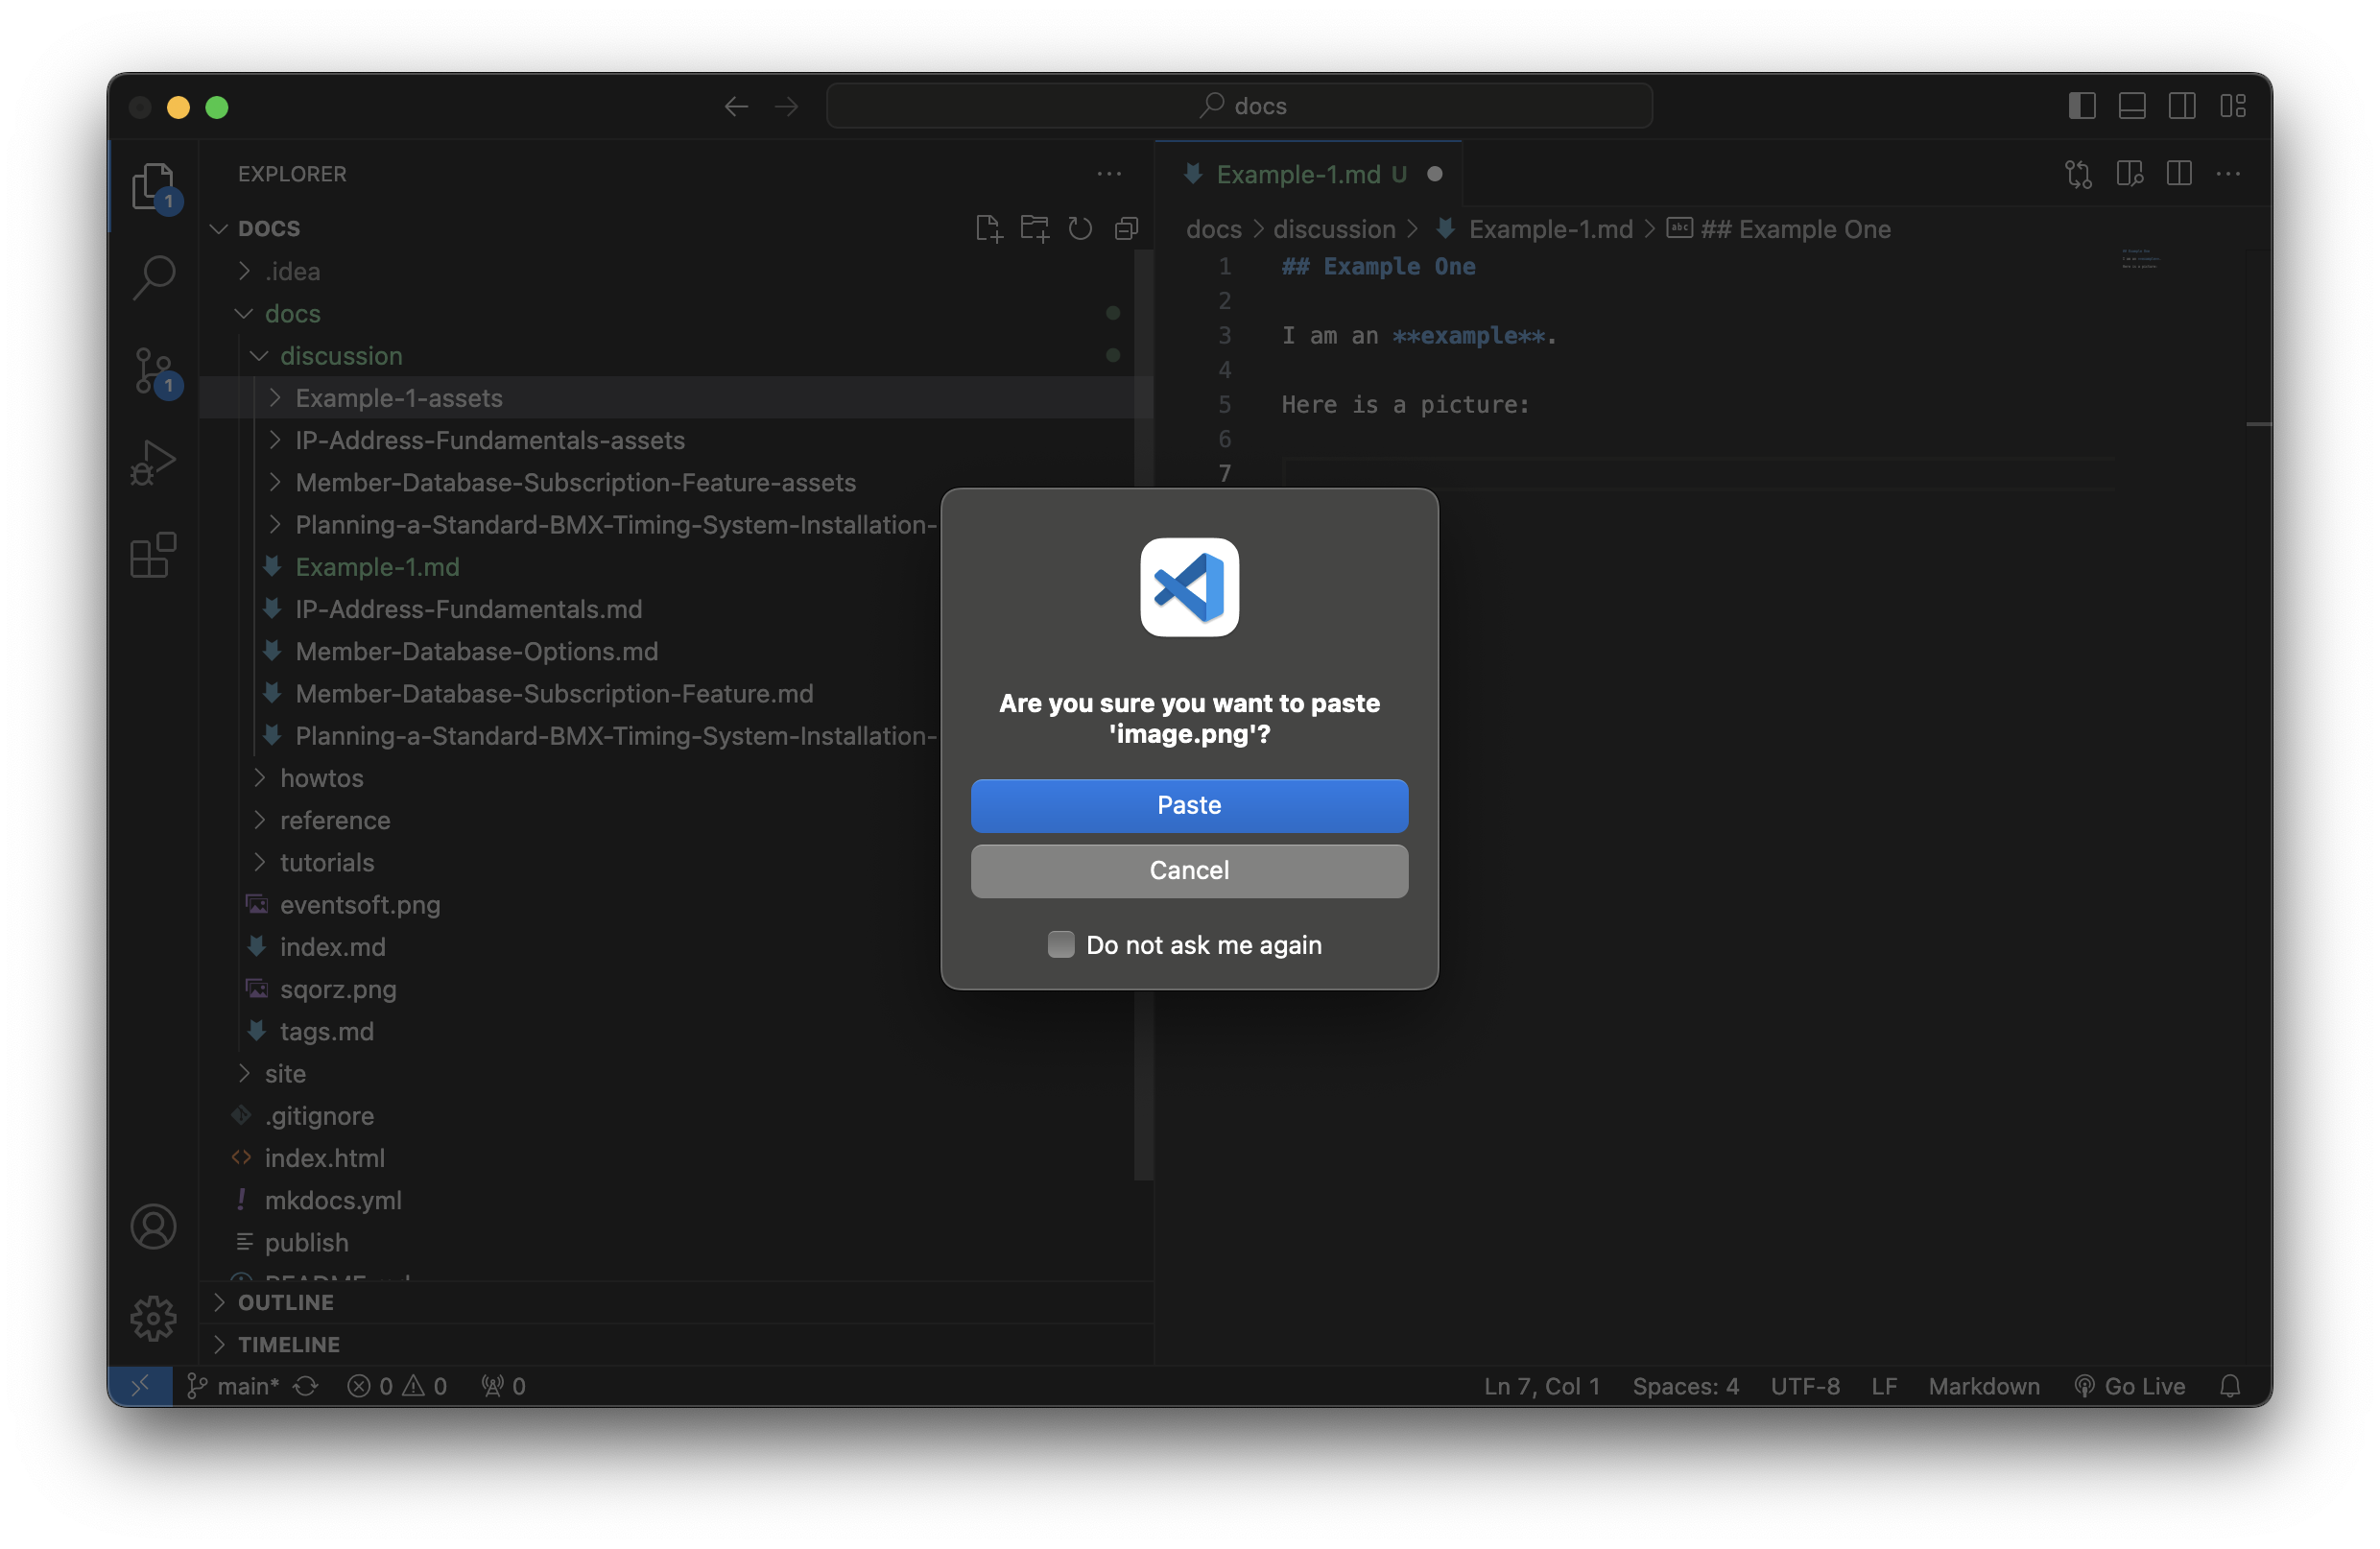 docs
1
1
EXPLORER
DOCS
.idea
docs
discussion
Example-1-assets
IP-Address-Fundamentals-assets
Member-Database-Subscription-Feature-assets
Planning-a-Standard-BMX-Timing-System-Installation-
Example-1.md
IP-Address-Fundamentals.md
Member-Database-Options.md
Member-Database-Subscription-Feature.md
Planning-a-Standard-BMX-Timing-System-Installation-
howtos
reference
tutorials
eventsoft.png
index.md
sqorz.png
tags.md
site
.gitignore
index.html
mkdocs.yml
publish
README.md
OUTLINE
TIMELINE
Example-1.md U
docs > discussion > Example-1.md > abc ## Example One
1 ## Example One
2
3 I am an **example**.
4
5 Here is a picture:
6
7
Are you sure you want to paste
'image.png'?
Paste
Cancel
Do not ask me again
main* 0 0 0 Ln 7, Col 1 Spaces: 4 UTF-8 LF Markdown Go Live